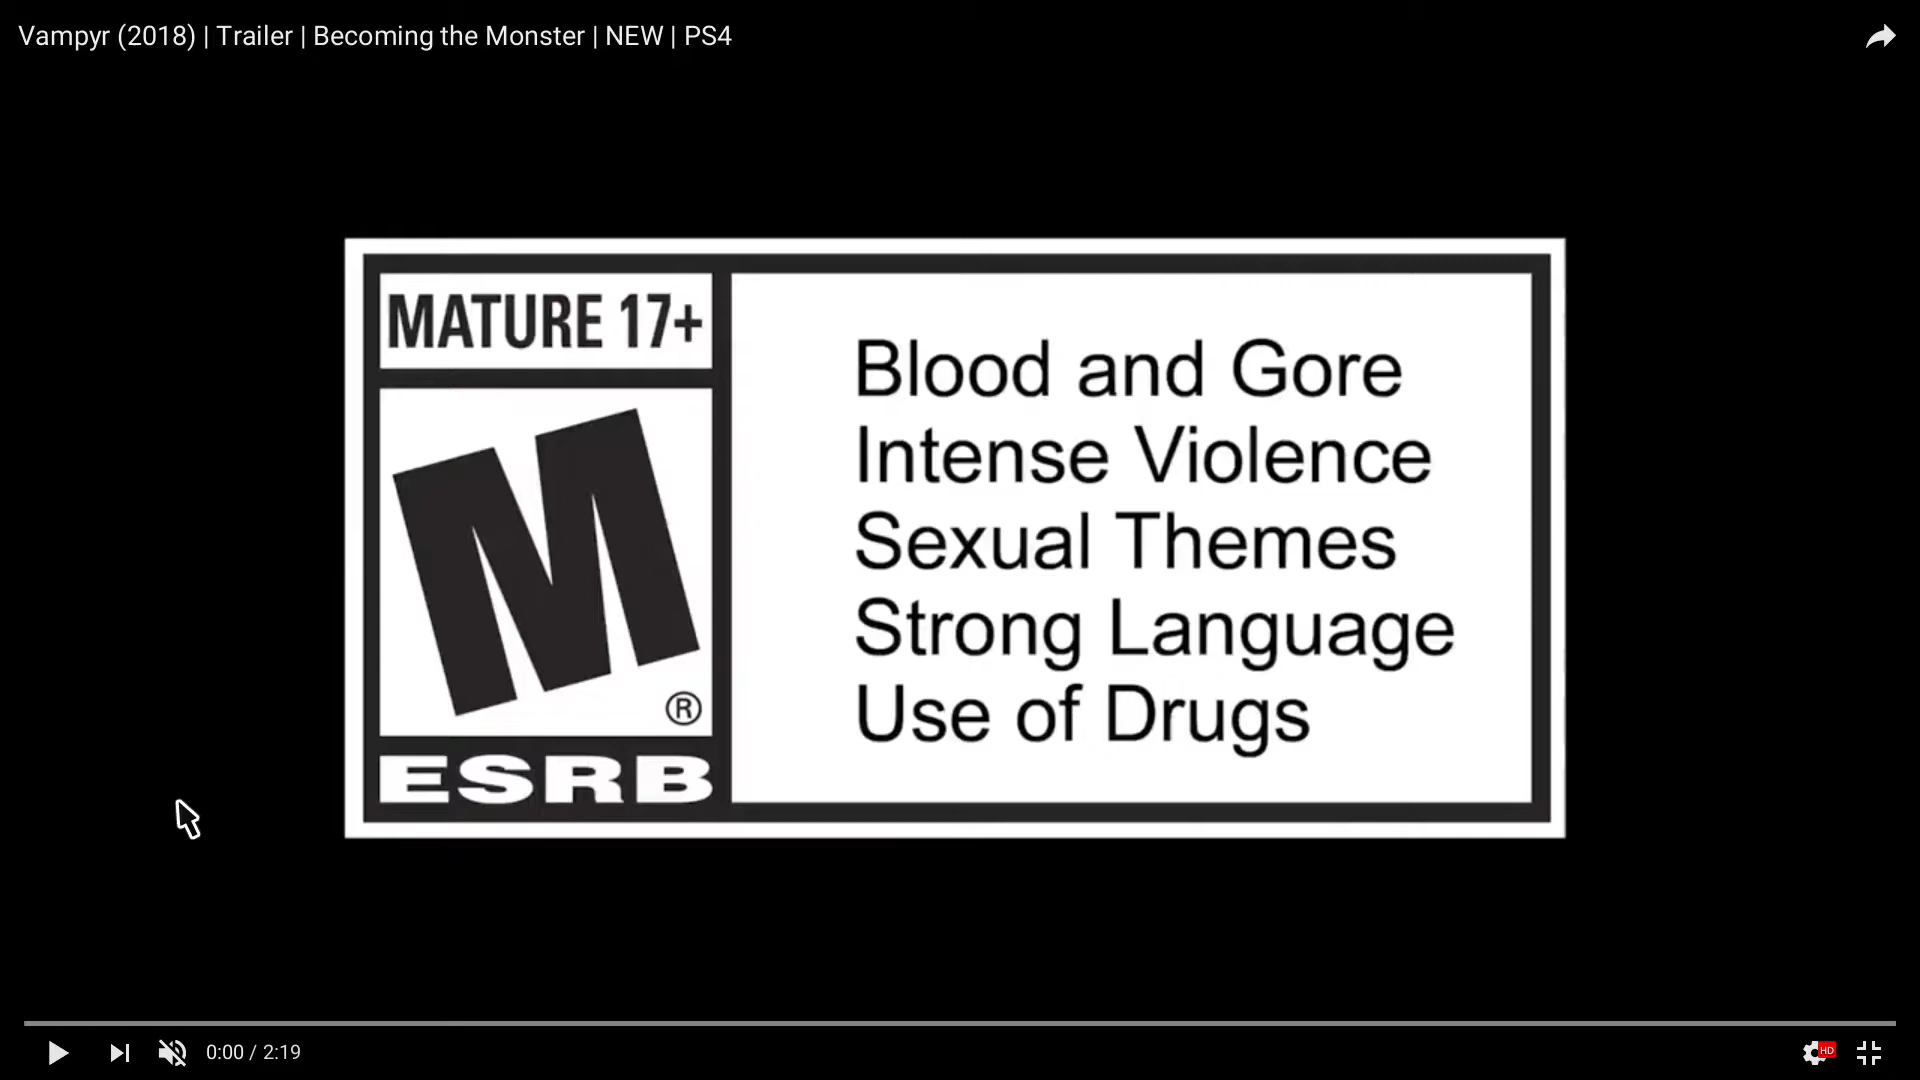 Vampyr (2018) | Trailer | Becoming the Monster | NEW | PS4
MATURE 17+
M
®
ESRB
Blood and Gore
Intense Violence
Sexual Themes
Strong Language
Use of Drugs
0:00 / 2:19
HD